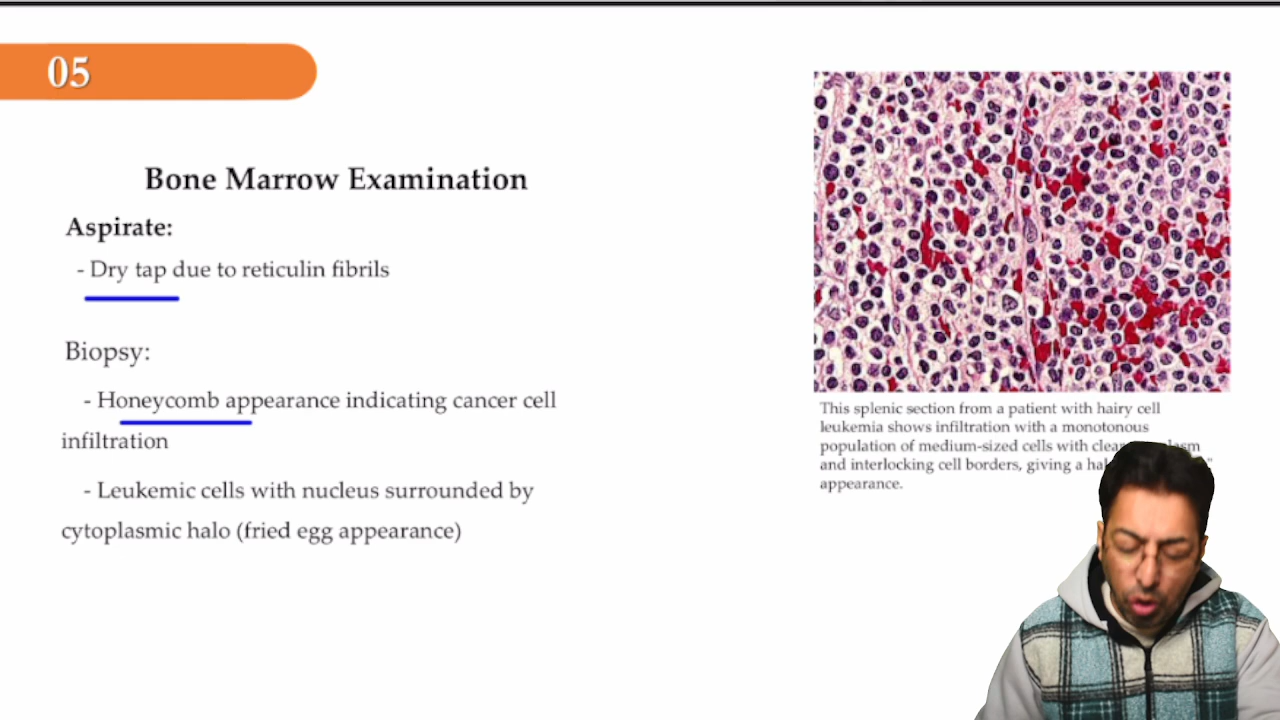 05
Bone Marrow Examination
Aspirate:
- Dry tap due to reticulin fibrils
Biopsy:
- Honeycomb appearance indicating cancer cell
infiltration
- Leukemic cells with nucleus surrounded by
cytoplasmic halo (fried egg appearance)
This splenic section from a patient with hairy cell
leukemia shows infiltration with a monotonous
population of medium-sized cells with
and interlocking cell borders, giving a
appearance.